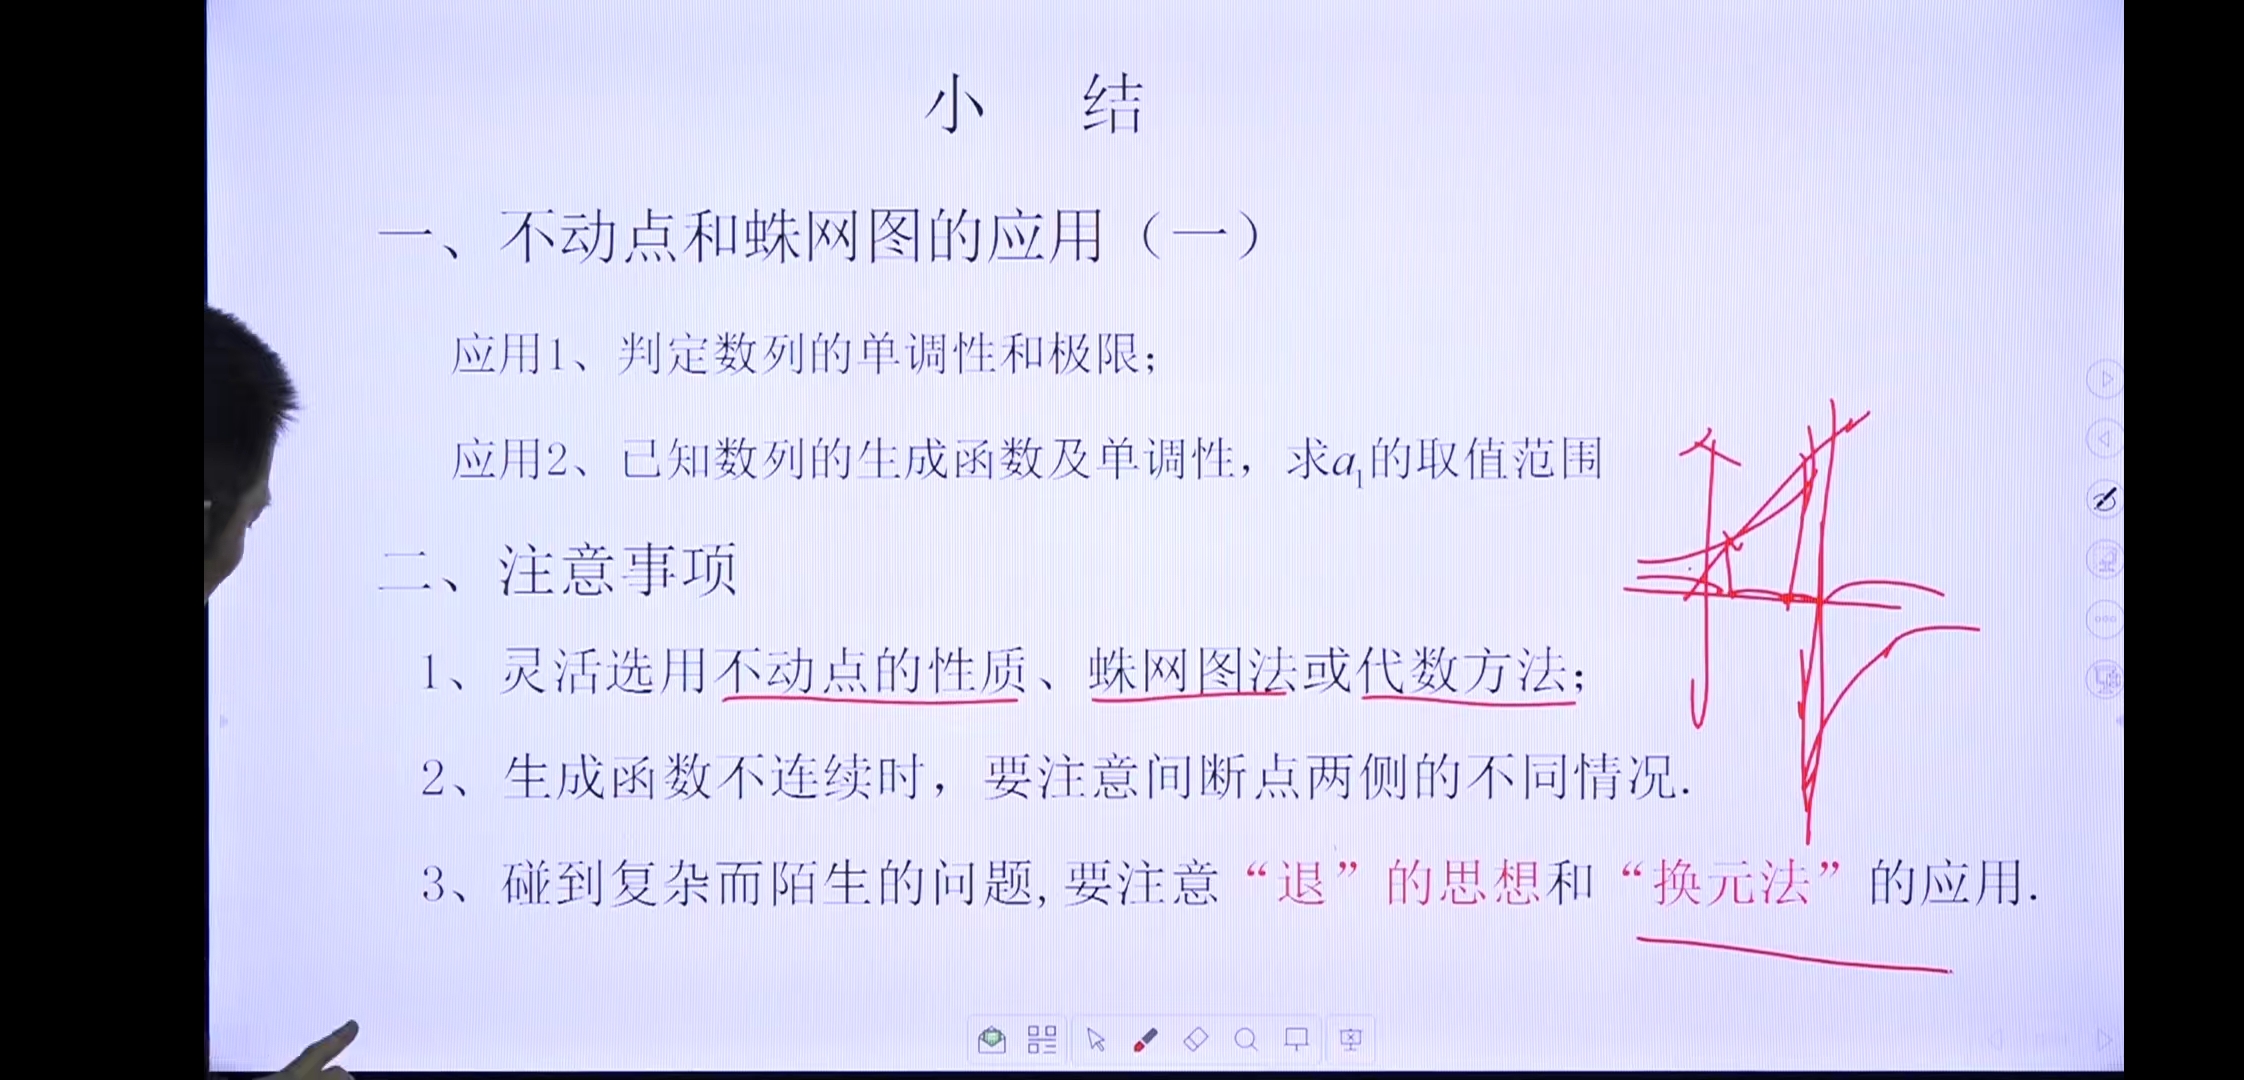 小 结
一、不动点和蛛网图的应用（一）
应用1、判定数列的单调性和极限；
应用2、已知数列的生成函数及单调性，求a₁的取值范围
二、注意事项
1、灵活选用不动点的性质、蛛网图法或代数方法；
2、生成函数不连续时，要注意间断点两侧的不同情况.
3、碰到复杂而陌生的问题,要注意“退”的思想和“换元法”的应用.